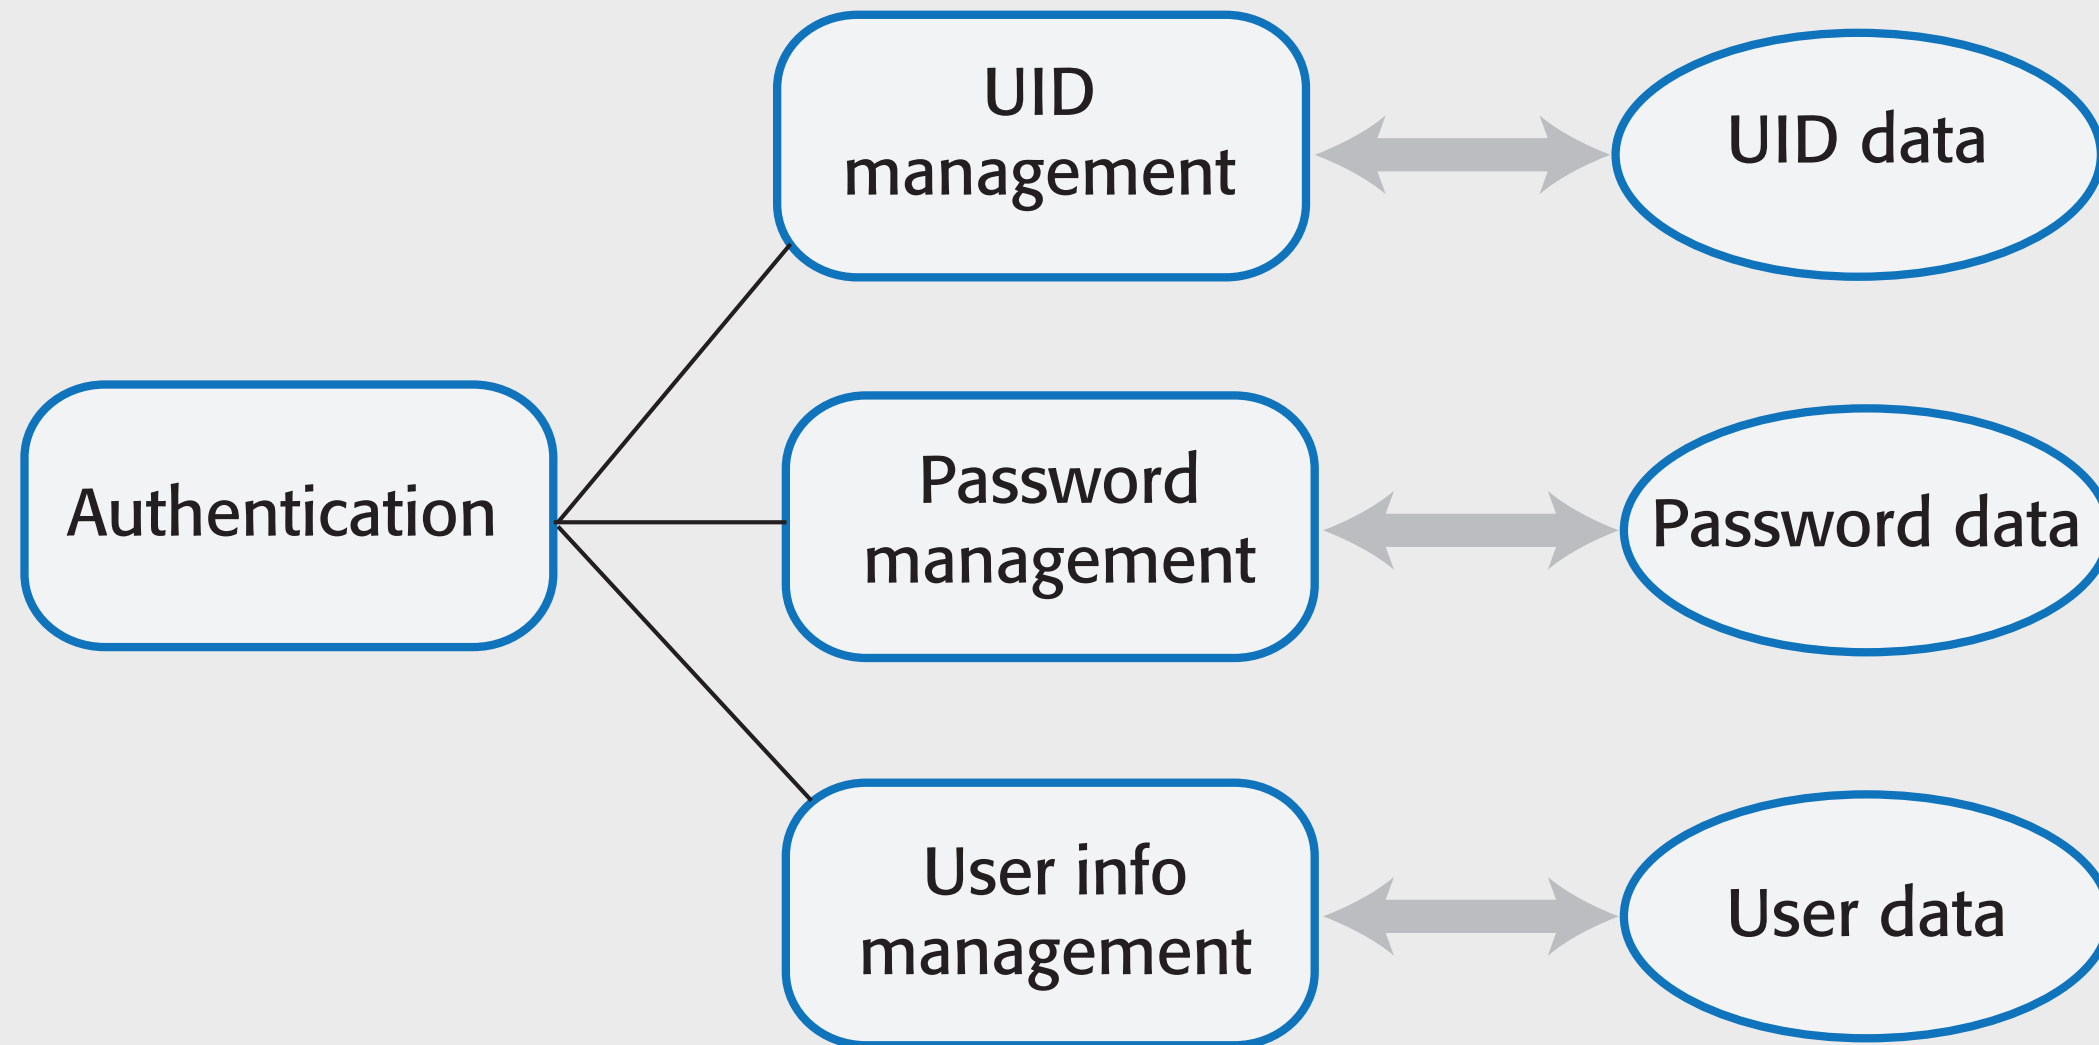 UID
management
UID data
Authentication
Password
management
Password data
User info
management
User data